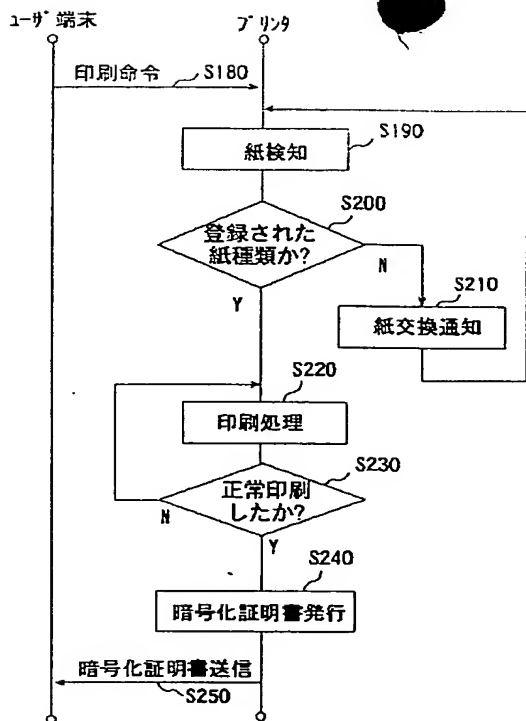 ユーザ端末
プリンタ
印刷命令 S180
紙検知
S190
登録された
紙種類か?
S200
N
Y
紙交換通知
S210
印刷処理
S220
正常印刷
したか?
S230
N
Y
暗号化証明書発行
S240
暗号化証明書送信
S250